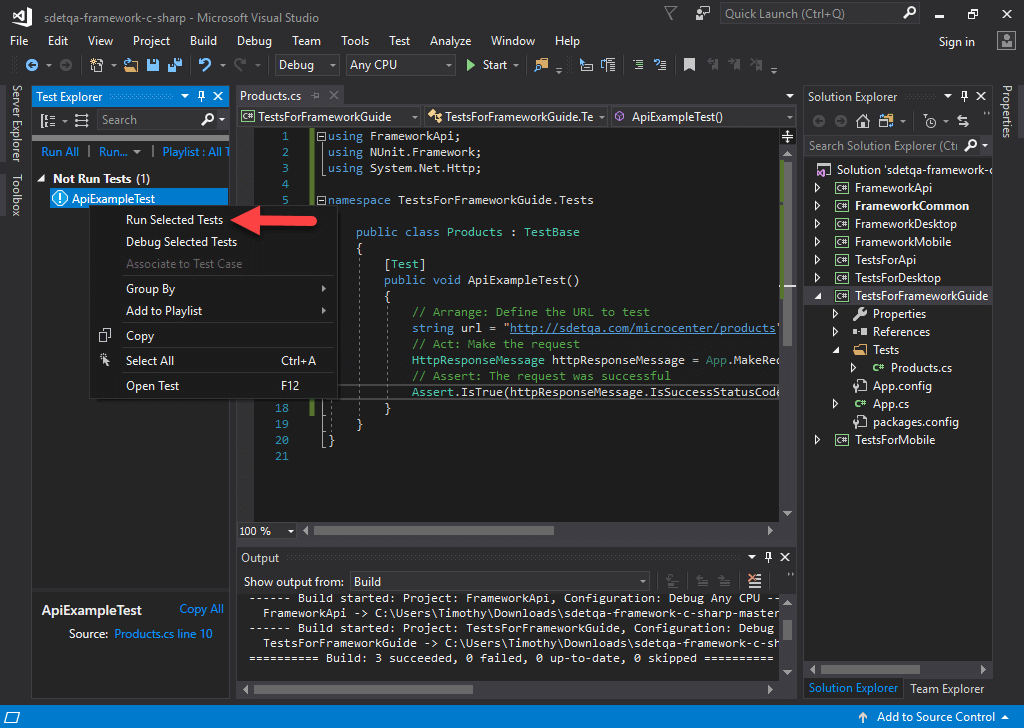 sdetqa-framework-c-sharp - Microsoft Visual Studio
Quick Launch (Ctrl+Q)
File Edit View Project Build Debug Team Tools Test Analyze Window Help
Sign in
Debug Any CPU Start
Server Explorer
Toolbox
Test Explorer
Search
Run All | Run... | Playlist : All T
Not Run Tests (1)
ApiExampleTest
Run Selected Tests
Debug Selected Tests
Associate to Test Case
Group By
Add to Playlist
Copy
Select All Ctrl+A
Open Test F12
ApiExampleTest Copy All
Source: Products.cs line 10
Products.cs
TestsForFrameworkGuide TestsForFrameworkGuide.Te ApiExampleTest()
1 using FrameworkApi;
2 using NUnit.Framework;
3 using System.Net.Http;
4
5 namespace TestsForFrameworkGuide.Tests
public class Products : TestBase
{
[Test]
public void ApiExampleTest()
{
// Arrange: Define the URL to test
string url = "http://sdetqa.com/microcenter/products"
// Act: Make the request
HttpResponseMessage httpResponseMessage = App.MakeRec
// Assert: The request was successful
Assert.IsTrue(httpResponseMessage.IsSuccessStatusCode
18 }
19 }
20 }
21
100 %
Output
Show output from: Build
------ Build started: Project: FrameworkApi, Configuration: Debug Any CPU --
FrameworkApi -> C:\Users\Timothy\Downloads\sdetqa-framework-c-sharp-master
------ Build started: Project: TestsForFrameworkGuide, Configuration: Debug
TestsForFrameworkGuide -> C:\Users\Timothy\Downloads\sdetqa-framework-c-sh
========== Build: 3 succeeded, 0 failed, 0 up-to-date, 0 skipped ==========
Solution Explorer
Search Solution Explorer (Ctr
Solution 'sdetqa-framework-c
C# FrameworkApi
C# FrameworkCommon
C# FrameworkDesktop
C# FrameworkMobile
C# TestsForApi
C# TestsForDesktop
C# TestsForFrameworkGuide
Properties
References
Tests
C# Products.cs
App.config
C# App.cs
packages.config
C# TestsForMobile
Solution Explorer Team Explorer
Properties
Add to Source Control